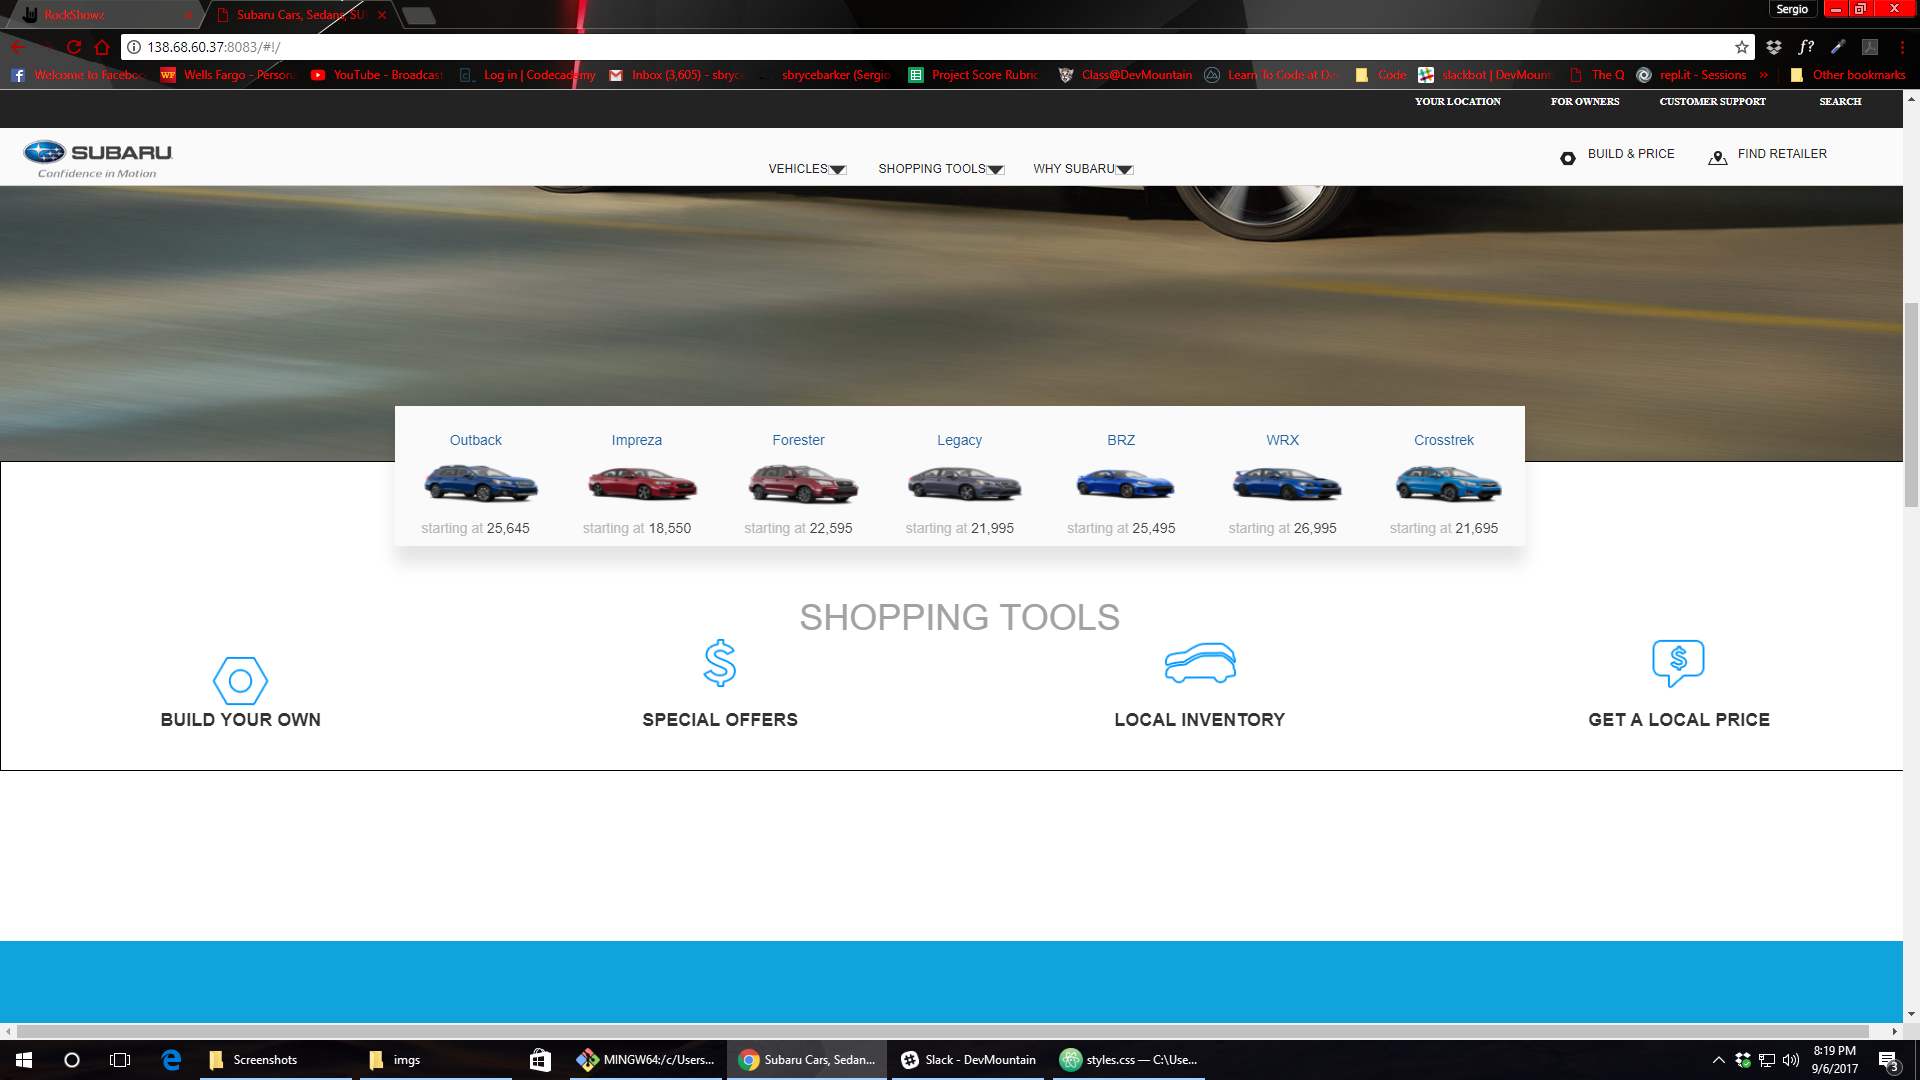 RockShowz
Subaru Cars, Sedans, SU
Sergio
138.68.60.37:8083/#!/
Welcome to Faceboo
Wells Fargo - Persona
YouTube - Broadcast
Log in | Codecademy
Inbox (3,605) - sbryce
sbrycebarker (Sergio
Project Score Rubric
Class@DevMountain
Learn To Code at De
Code
slackbot | DevMount
The Q
repl.it - Sessions
Other bookmarks
YOUR LOCATION
FOR OWNERS
CUSTOMER SUPPORT
SEARCH
SUBARU
Confidence in Motion
VEHICLES
SHOPPING TOOLS
WHY SUBARU
BUILD & PRICE
FIND RETAILER
Outback
Impreza
Forester
Legacy
BRZ
WRX
Crosstrek
starting at 25,645
starting at 18,550
starting at 22,595
starting at 21,995
starting at 25,495
starting at 26,995
starting at 21,695
SHOPPING TOOLS
BUILD YOUR OWN
SPECIAL OFFERS
LOCAL INVENTORY
GET A LOCAL PRICE
Screenshots
imgs
MINGW64:/c/Users...
Subaru Cars, Sedan...
Slack - DevMountain
styles.css — C:\Use...
8:19 PM
9/6/2017
3